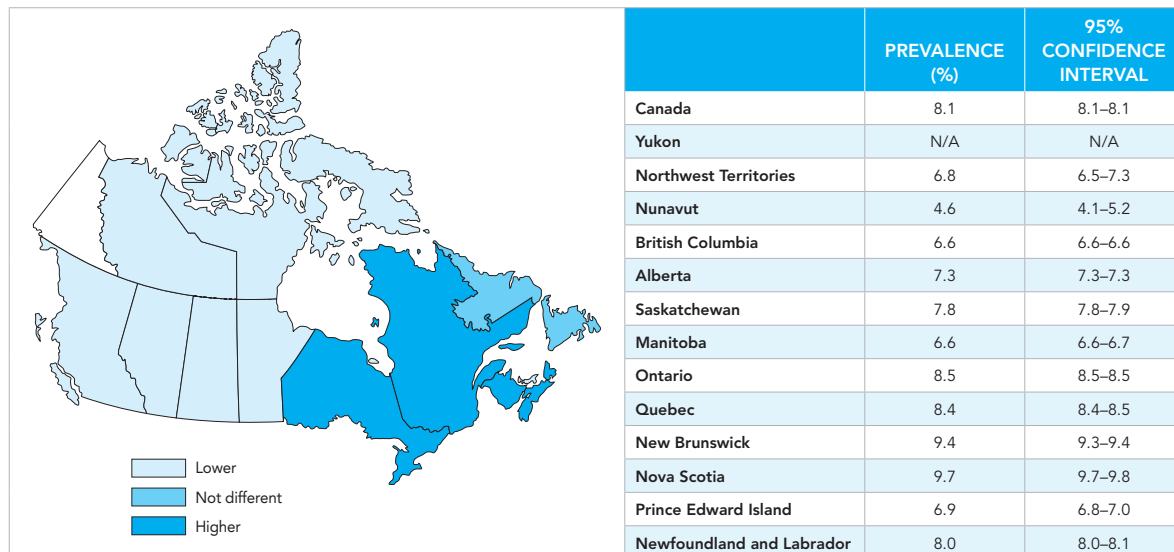 Lower
Not different
Higher
PREVALENCE (%) 95% CONFIDENCE INTERVAL
Canada 8.1 8.1–8.1
Yukon N/A N/A
Northwest Territories 6.8 6.5–7.3
Nunavut 4.6 4.1–5.2
British Columbia 6.6 6.6–6.6
Alberta 7.3 7.3–7.3
Saskatchewan 7.8 7.8–7.9
Manitoba 6.6 6.6–6.7
Ontario 8.5 8.5–8.5
Quebec 8.4 8.4–8.5
New Brunswick 9.4 9.3–9.4
Nova Scotia 9.7 9.7–9.8
Prince Edward Island 6.9 6.8–7.0
Newfoundland and Labrador 8.0 8.0–8.1